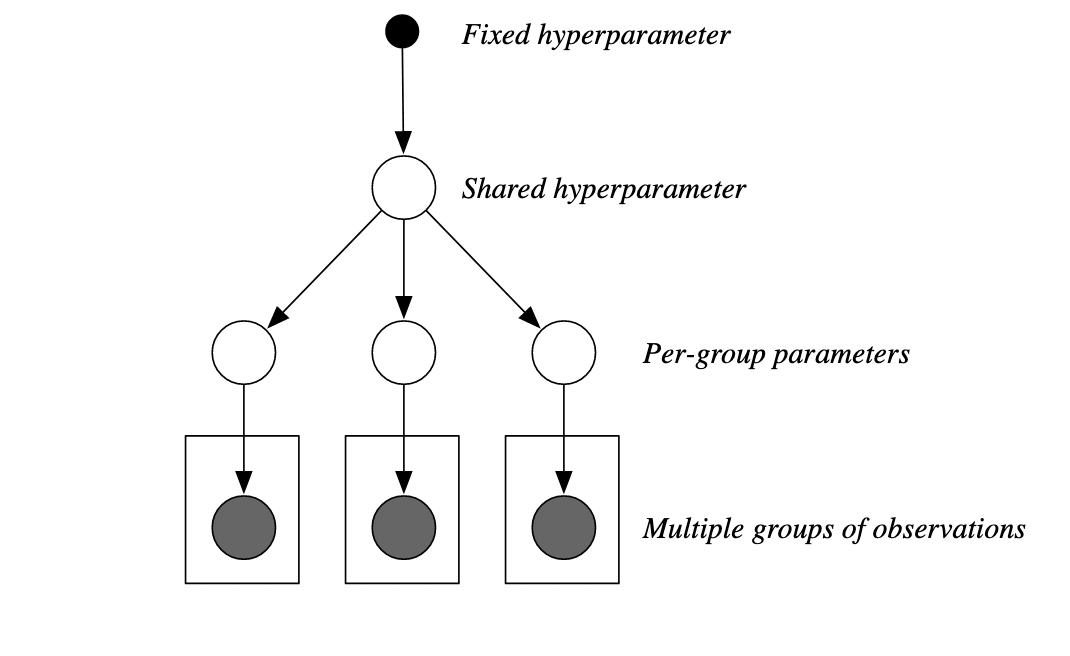 Fixed hyperparameter
Shared hyperparameter
Per-group parameters
Multiple groups of observations